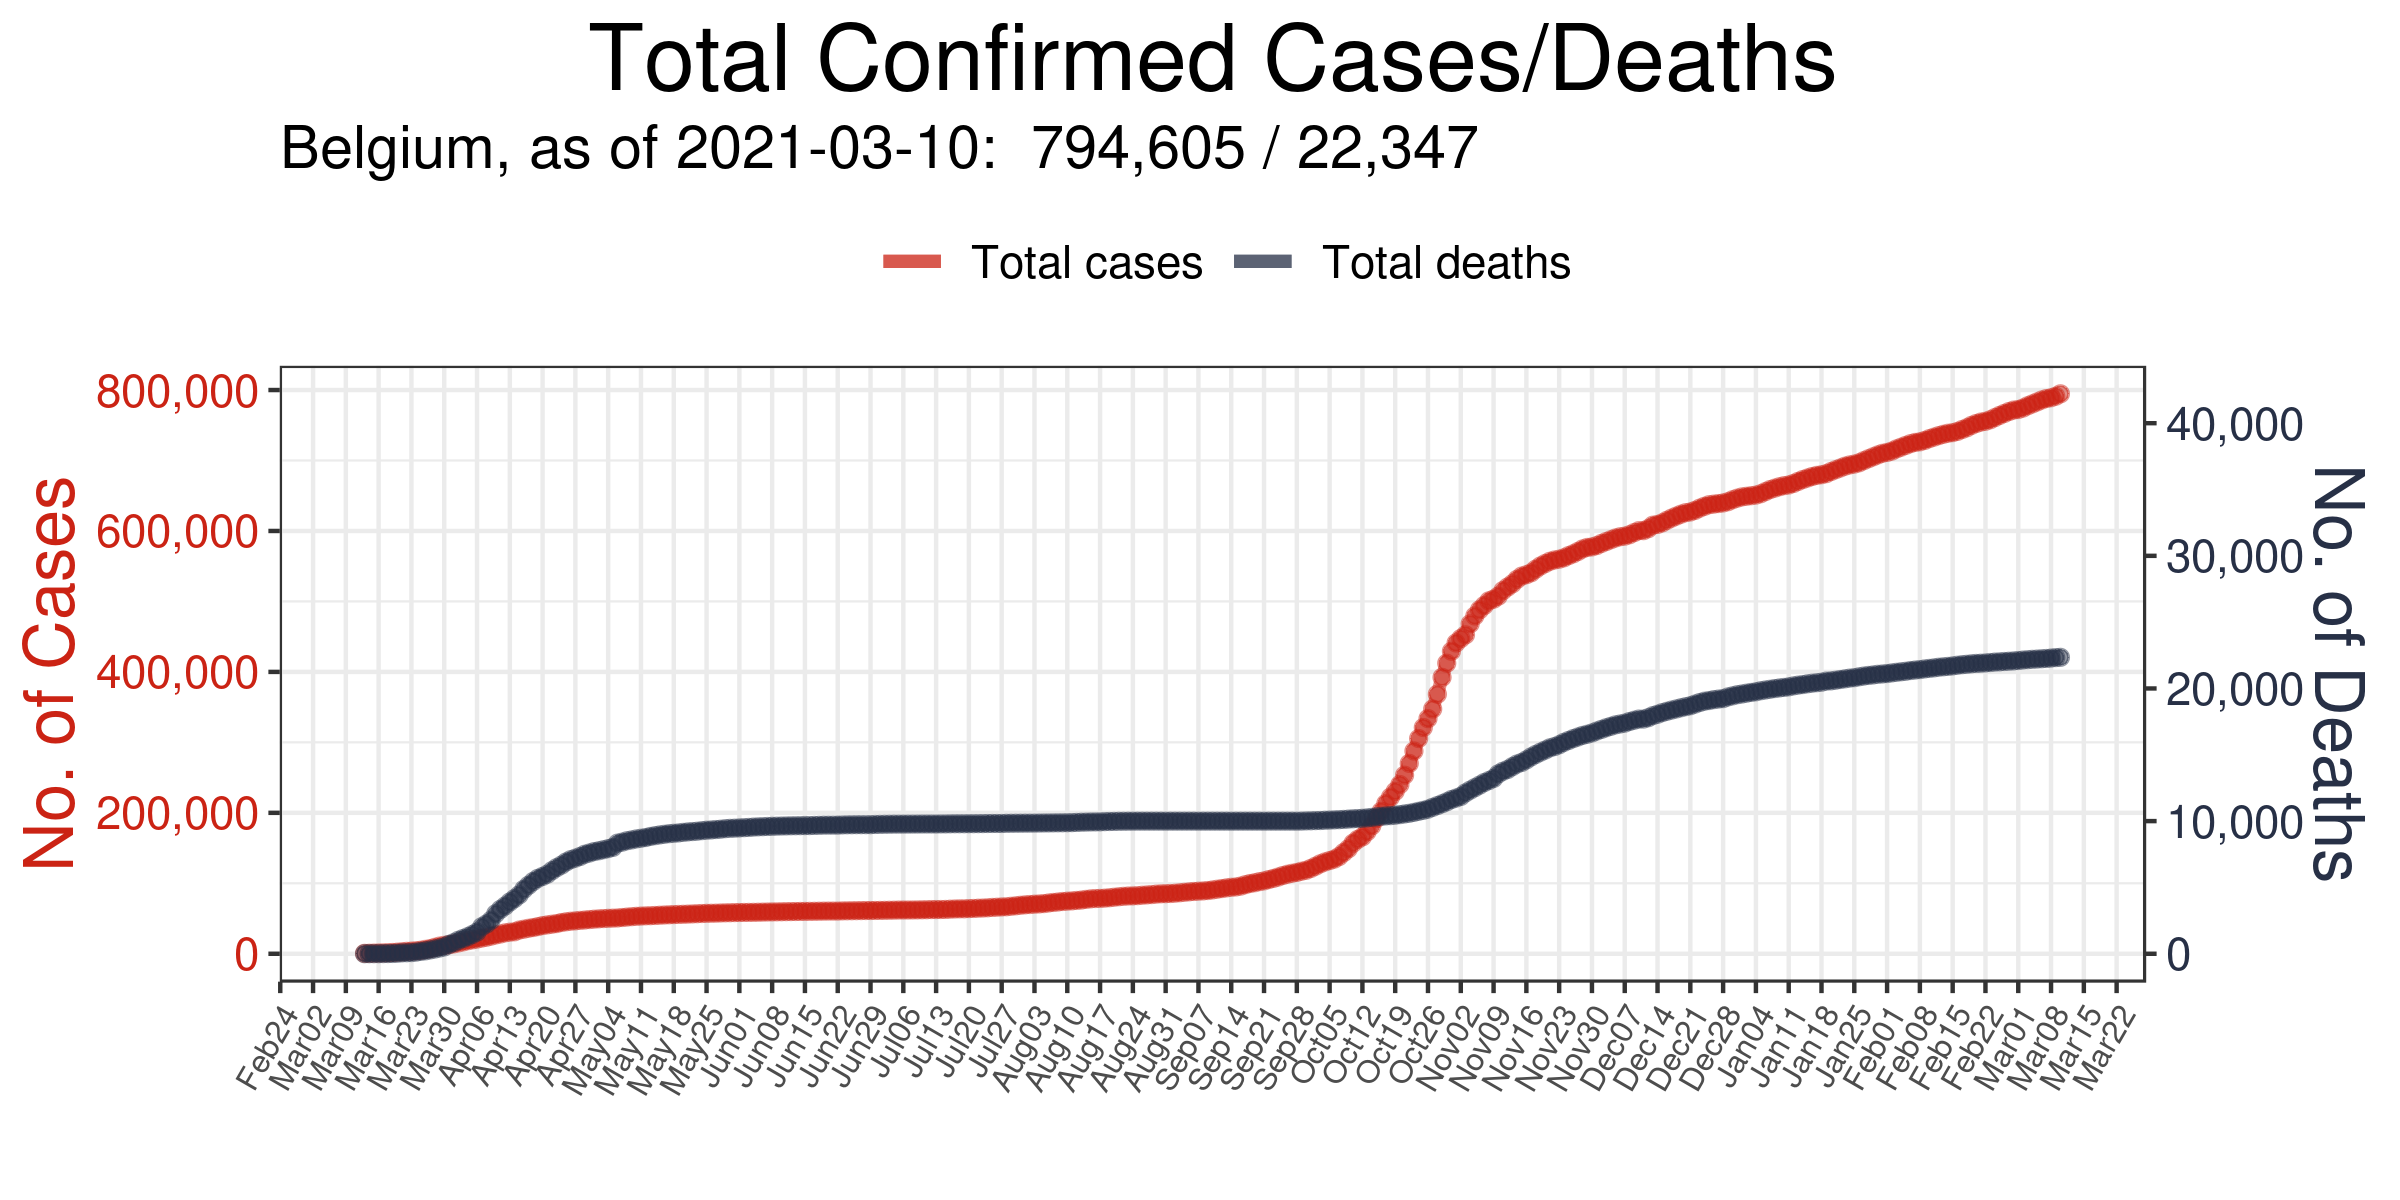 Total Confirmed Cases/Deaths
Belgium, as of 2021-03-10:  794,605 / 22,347
Total cases
Total deaths
No. of Cases
800,000
600,000
400,000
200,000
0
40,000
30,000
20,000
10,000
0
No. of Deaths
Feb24
Mar02
Mar09
Mar16
Mar23
Mar30
Apr06
Apr13
Apr20
Apr27
May04
May11
May18
May25
Jun01
Jun08
Jun15
Jun22
Jun29
Jul06
Jul13
Jul20
Jul27
Aug03
Aug10
Aug17
Aug24
Aug31
Sep07
Sep14
Sep21
Sep28
Oct05
Oct12
Oct19
Oct26
Nov02
Nov09
Nov16
Nov23
Nov30
Dec07
Dec14
Dec21
Dec28
Jan04
Jan11
Jan18
Jan25
Feb01
Feb08
Feb15
Feb22
Mar01
Mar08
Mar15
Mar22